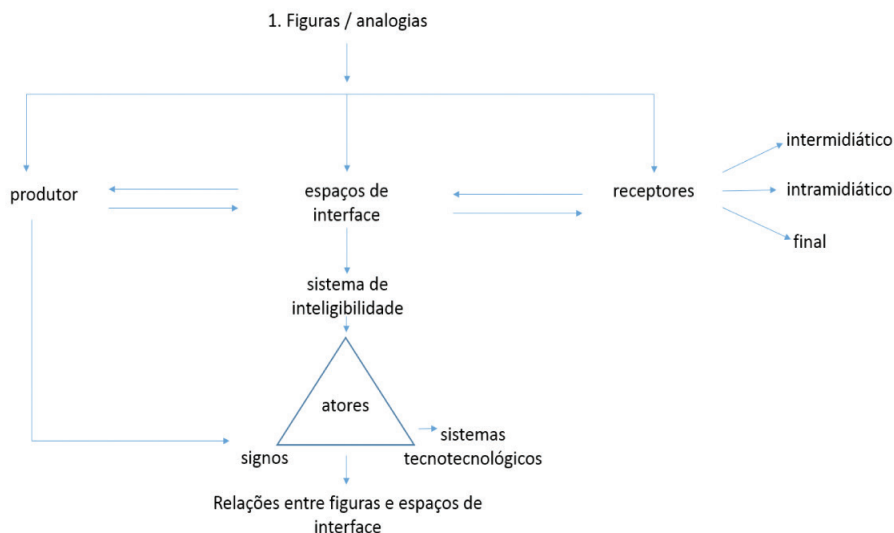 1. Figuras / analogias
intermidiático
produtor
espaços de
interface
receptores
intramidiático
final
sistema de
inteligibilidade
atores
signos
sistemas
tecnotecnológicos
Relações entre figuras e espaços de
interface